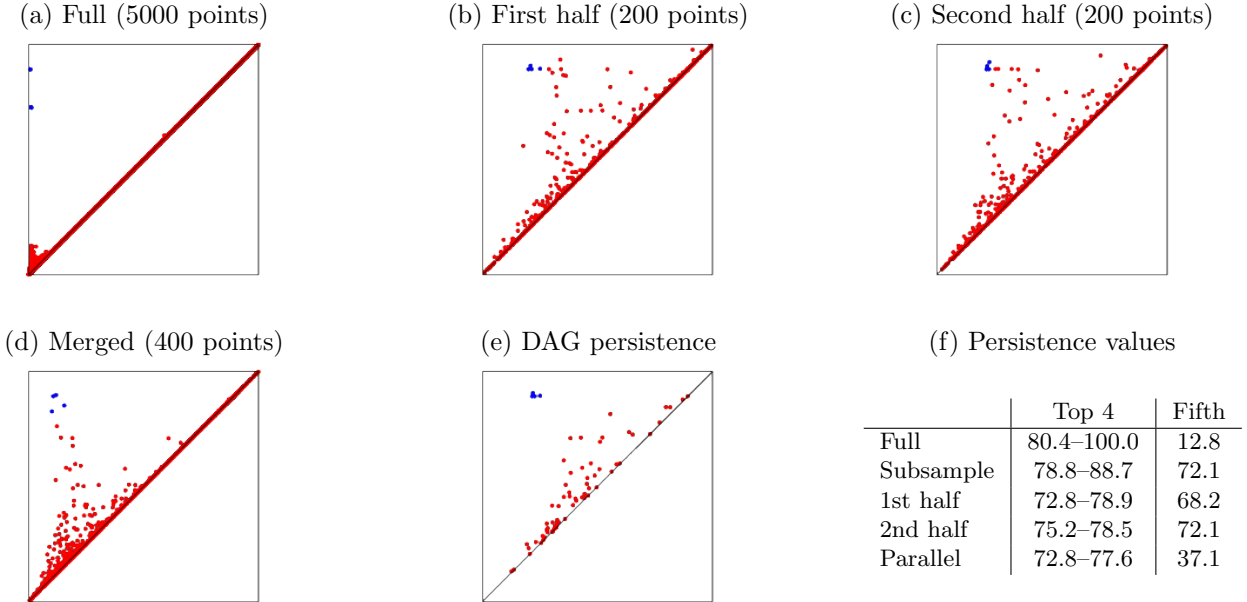 (a) Full (5000 points)
(b) First half (200 points)
(c) Second half (200 points)
(d) Merged (400 points)
(e) DAG persistence
(f) Persistence values
Top 4 Fifth
Full 80.4–100.0 12.8
Subsample 78.8–88.7 72.1
1st half 72.8–78.9 68.2
2nd half 75.2–78.5 72.1
Parallel 72.8–77.6 37.1